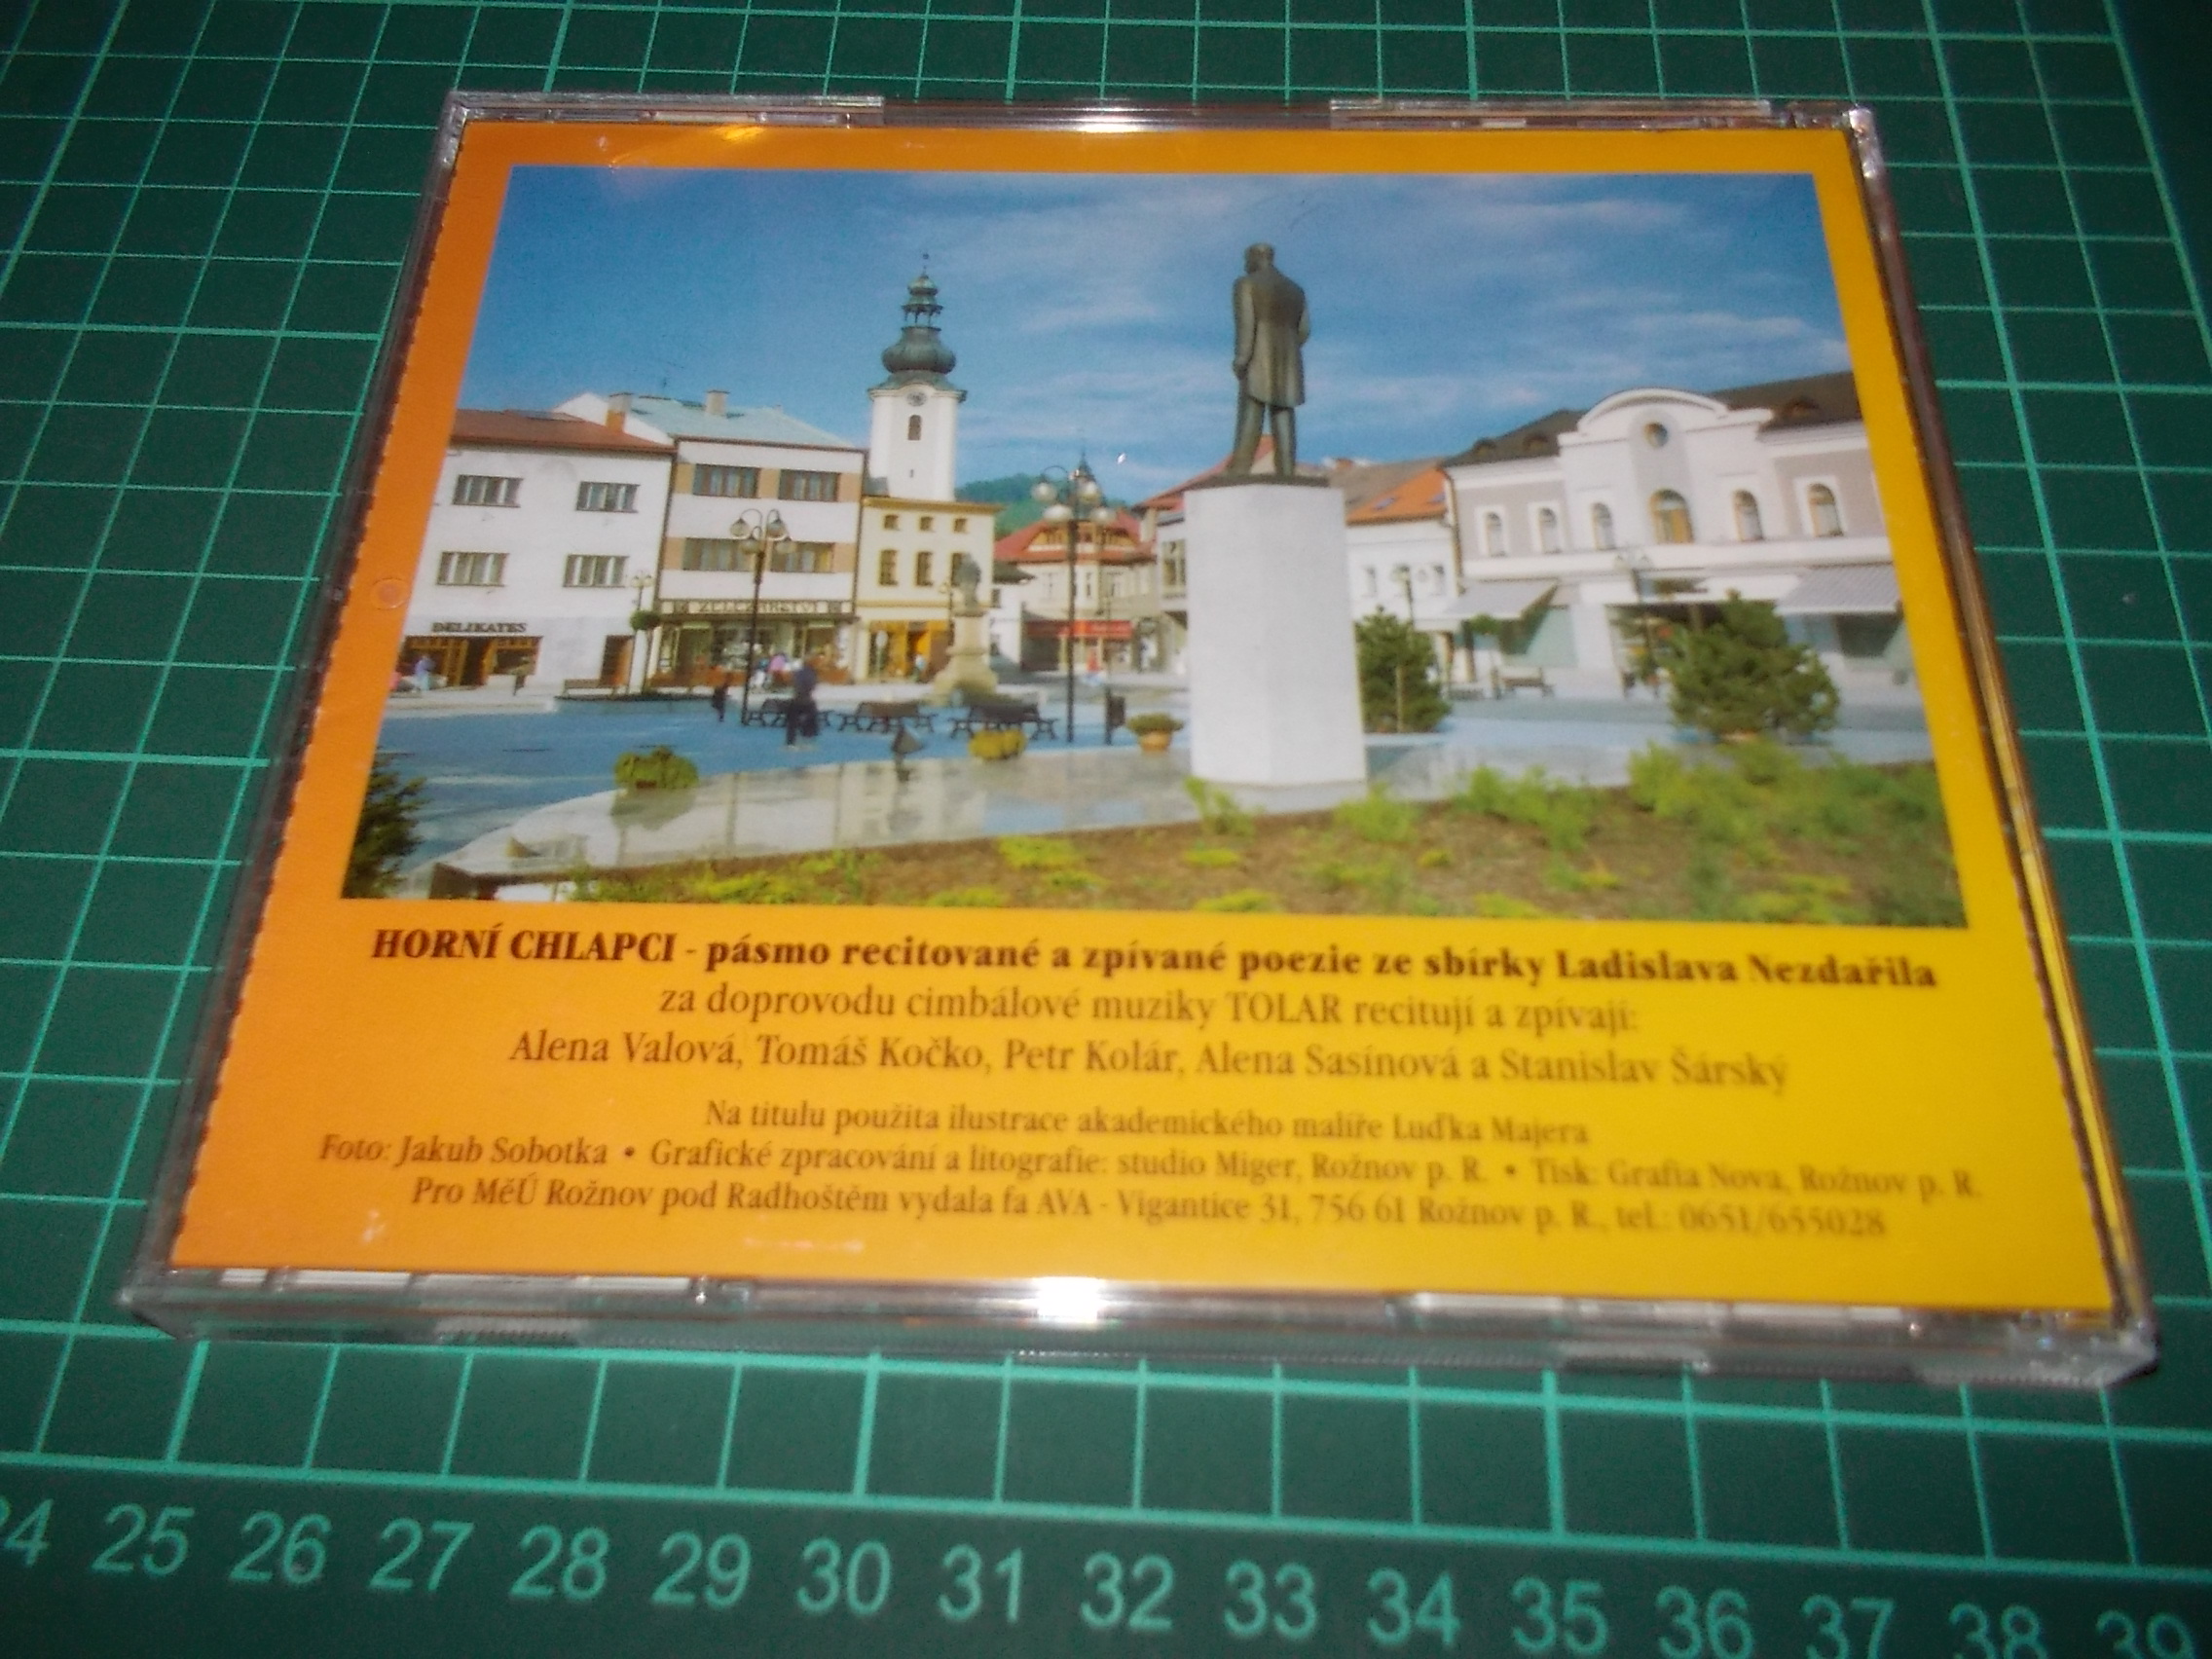 DELIKATES
ŽELEZÁŘSTVÍ
HORNÍ CHLAPCI - pásmo recitované a zpívané poezie ze sbírky Ladislava Nezdařila
za doprovodu cimbálové muziky TOLAR recitují a zpívají:
Alena Valová, Tomáš Kočko, Petr Kolár, Alena Sasínová a Stanislav Šárský
Na titulu použita ilustrace akademického malíře Luďka Majera
Foto: Jakub Sobotka • Grafické zpracování a litografie: studio Miger, Rožnov p. R. • Tisk: Grafia Nova, Rožnov p. R.
Pro MěÚ Rožnov pod Radhoštěm vydala fa AVA - Vigantice 31, 756 61 Rožnov p. R., tel.: 0651/655028
24 25 26 27 28 29 30 31 32 33 34 35 36 37 38 39